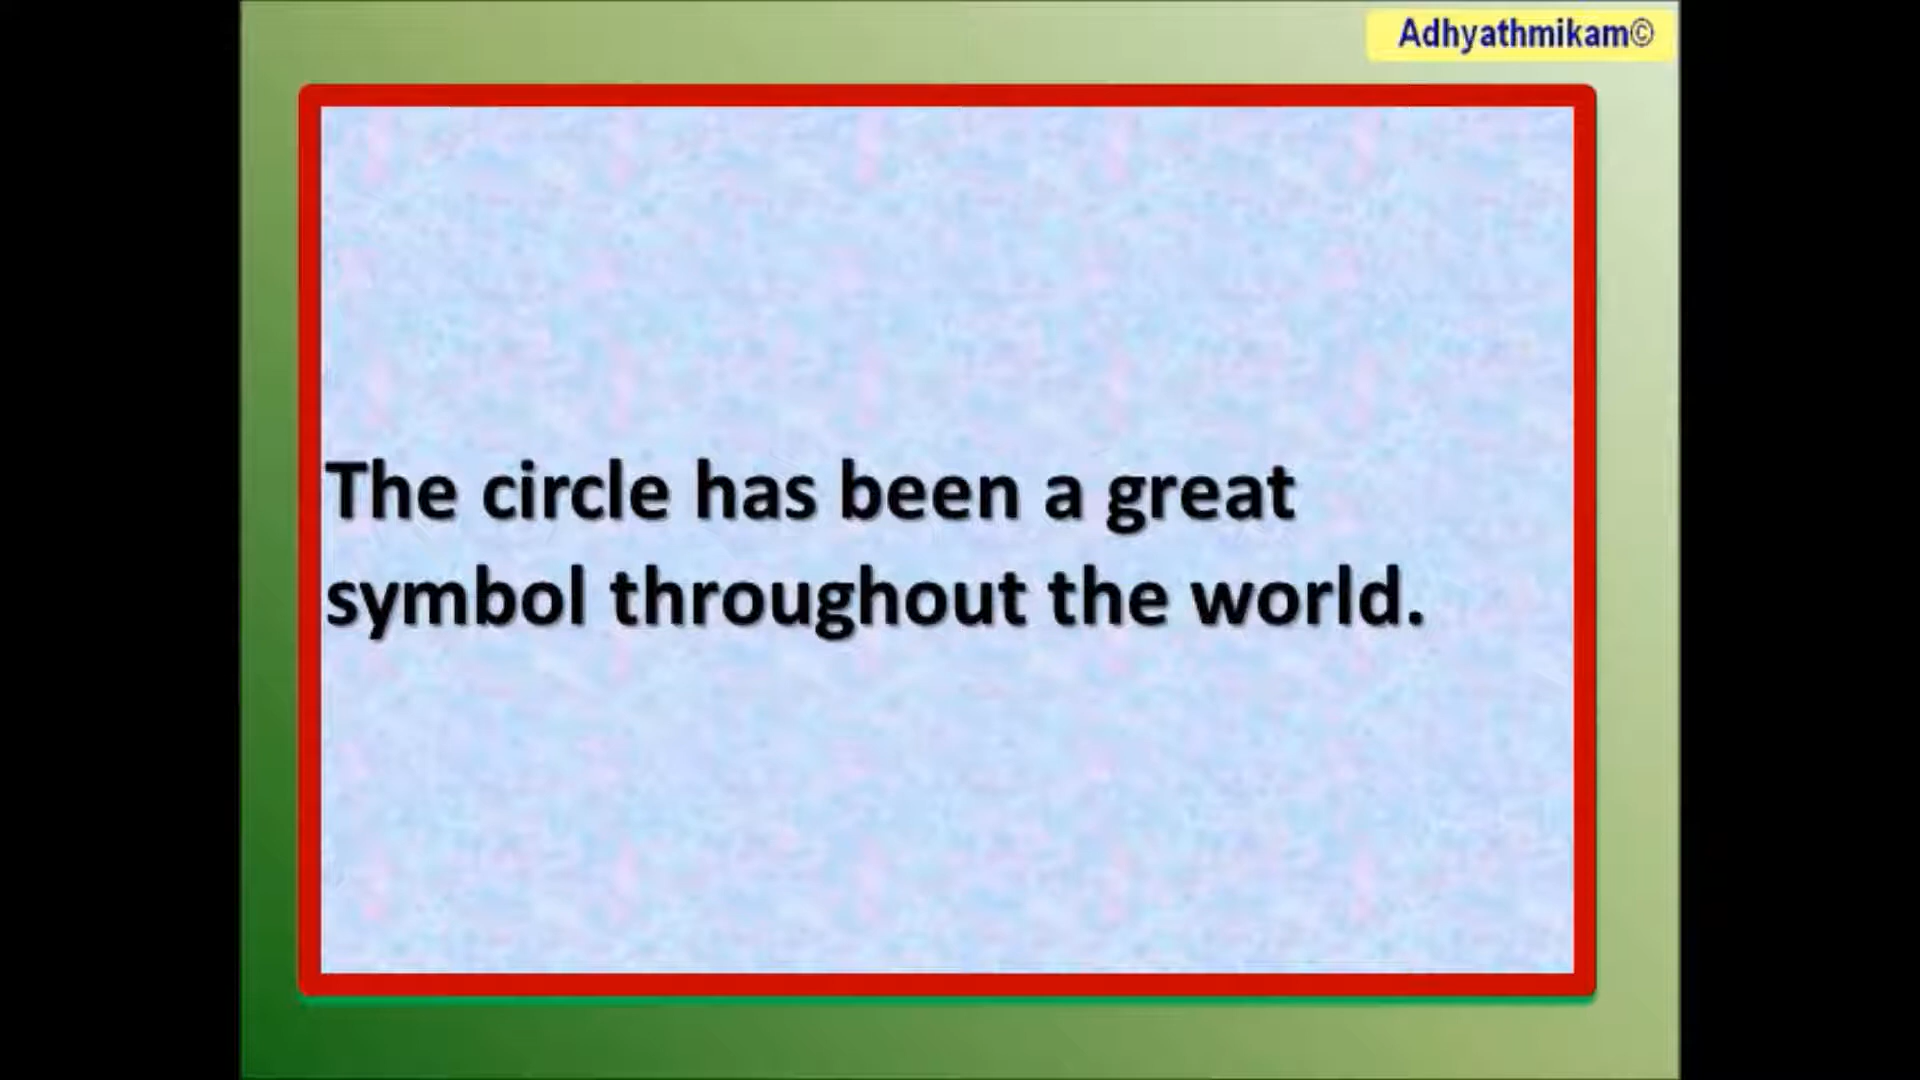 Adhyathmikam©
The circle has been a great
symbol throughout the world.